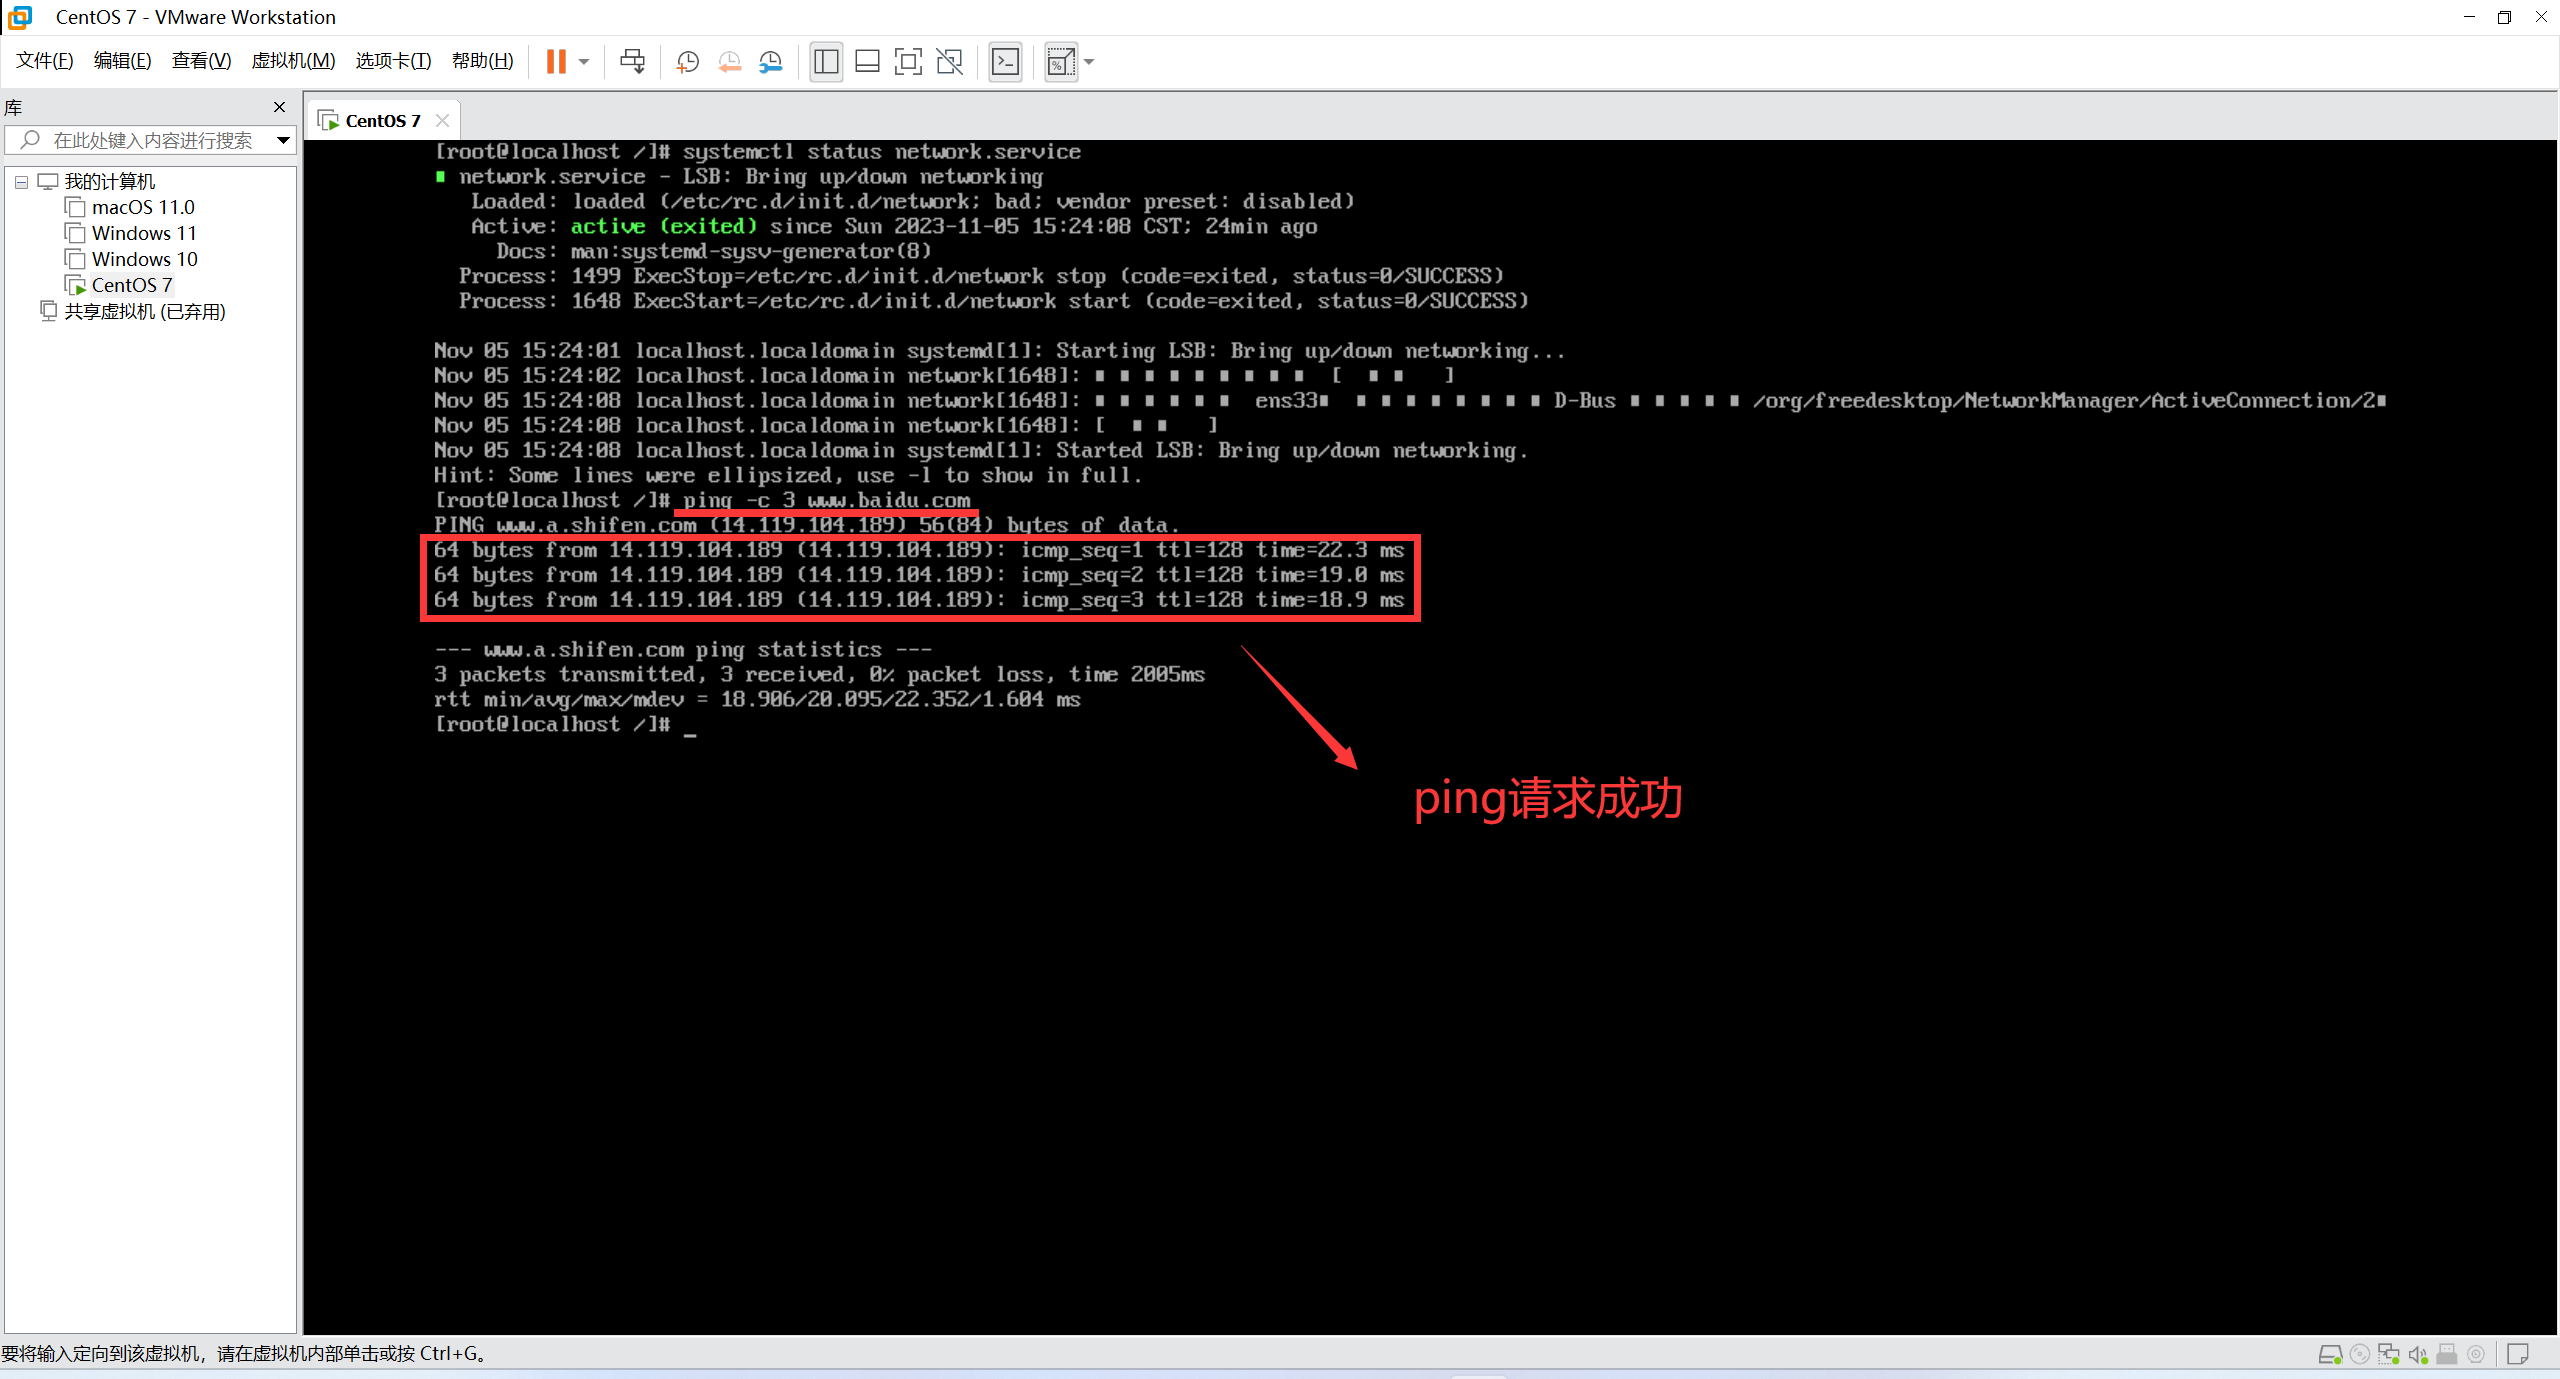 CentOS 7 - VMware Workstation
文件(F) 编辑(E) 查看(V) 虚拟机(M) 选项卡(T) 帮助(H)
库
在此处键入内容进行搜索
我的计算机
macOS 11.0
Windows 11
Windows 10
CentOS 7
共享虚拟机 (已弃用)
CentOS 7
[root@localhost /]# systemctl status network.service
network.service - LSB: Bring up/down networking
Loaded: loaded (/etc/rc.d/init.d/network; bad; vendor preset: disabled)
Active: active (exited) since Sun 2023-11-05 15:24:08 CST; 24min ago
Docs: man:systemd-sysv-generator(8)
Process: 1499 ExecStop=/etc/rc.d/init.d/network stop (code=exited, status=0/SUCCESS)
Process: 1648 ExecStart=/etc/rc.d/init.d/network start (code=exited, status=0/SUCCESS)
Nov 05 15:24:01 localhost.localdomain systemd[1]: Starting LSB: Bring up/down networking...
Nov 05 15:24:02 localhost.localdomain network[1648]: ∎ ∎ ∎ ∎ ∎ ∎ ∎ ∎ ∎ [ ∎ ∎ ]
Nov 05 15:24:08 localhost.localdomain network[1648]: ∎ ∎ ∎ ∎ ∎ ∎ ens33∎ ∎ ∎ ∎ ∎ ∎ ∎ ∎ ∎ D-Bus ∎ ∎ ∎ ∎ ∎ /org/freedesktop/NetworkManager/ActiveConnection/2∎
Nov 05 15:24:08 localhost.localdomain network[1648]: [ ∎ ∎ ]
Nov 05 15:24:08 localhost.localdomain systemd[1]: Started LSB: Bring up/down networking.
Hint: Some lines were ellipsized, use -l to show in full.
[root@localhost /]# ping -c 3 www.baidu.com
PING www.a.shifen.com (14.119.104.189) 56(84) bytes of data.
64 bytes from 14.119.104.189 (14.119.104.189): icmp_seq=1 ttl=128 time=22.3 ms
64 bytes from 14.119.104.189 (14.119.104.189): icmp_seq=2 ttl=128 time=19.0 ms
64 bytes from 14.119.104.189 (14.119.104.189): icmp_seq=3 ttl=128 time=18.9 ms
--- www.a.shifen.com ping statistics ---
3 packets transmitted, 3 received, 0% packet loss, time 2005ms
rtt min/avg/max/mdev = 18.906/20.095/22.352/1.604 ms
[root@localhost /]# _
ping请求成功
要将输入定向到该虚拟机，请在虚拟机内部单击或按 Ctrl+G。